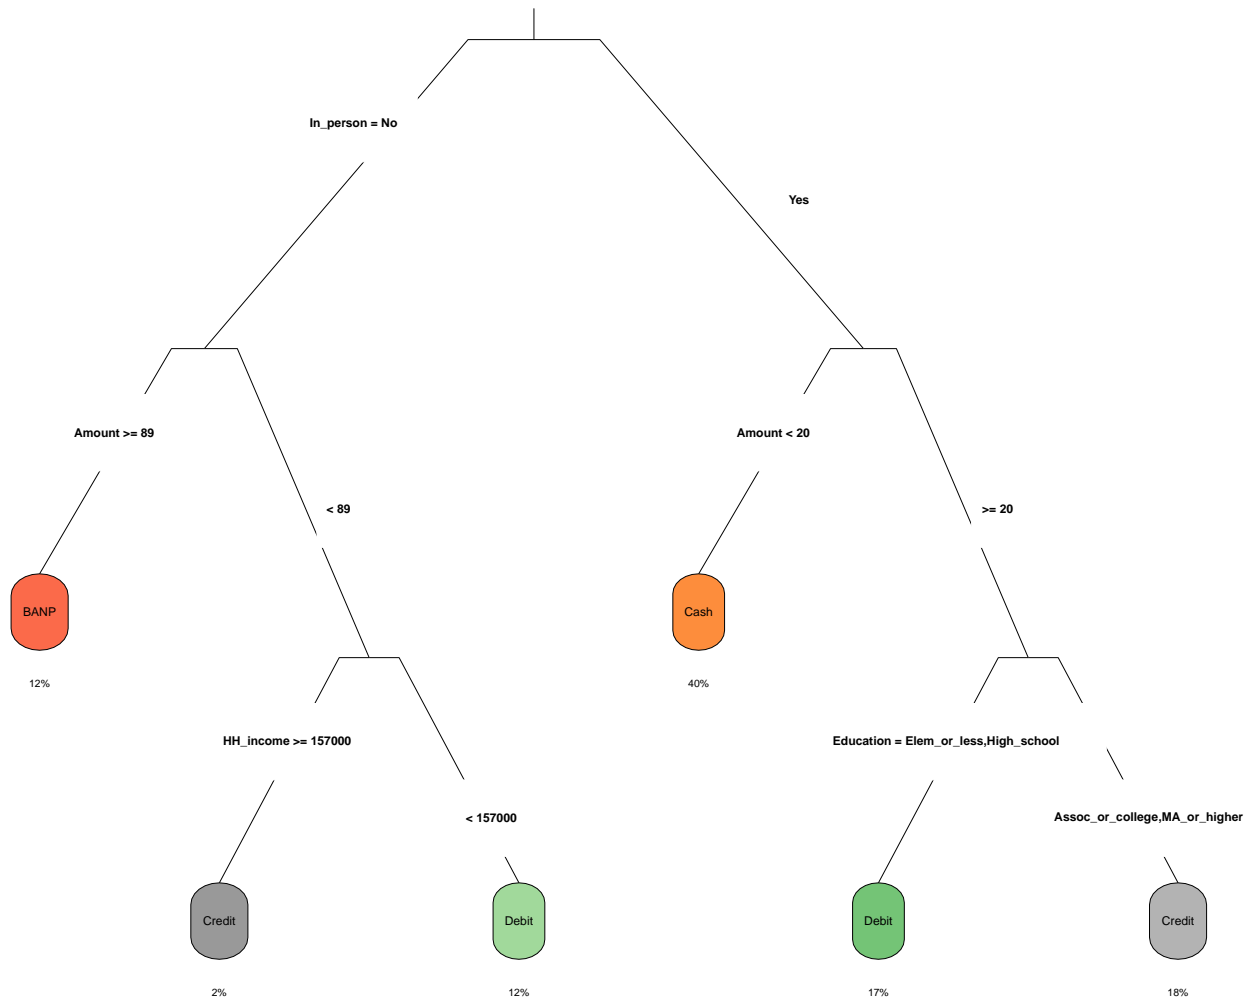 In_person = No
Yes
Amount >= 89
Amount < 20
< 89
>= 20
BANP
Cash
12%
40%
HH_income >= 157000
Education = Elem_or_less,High_school
< 157000
Assoc_or_college,MA_or_higher
Credit
Debit
Debit
Credit
2%
12%
17%
18%